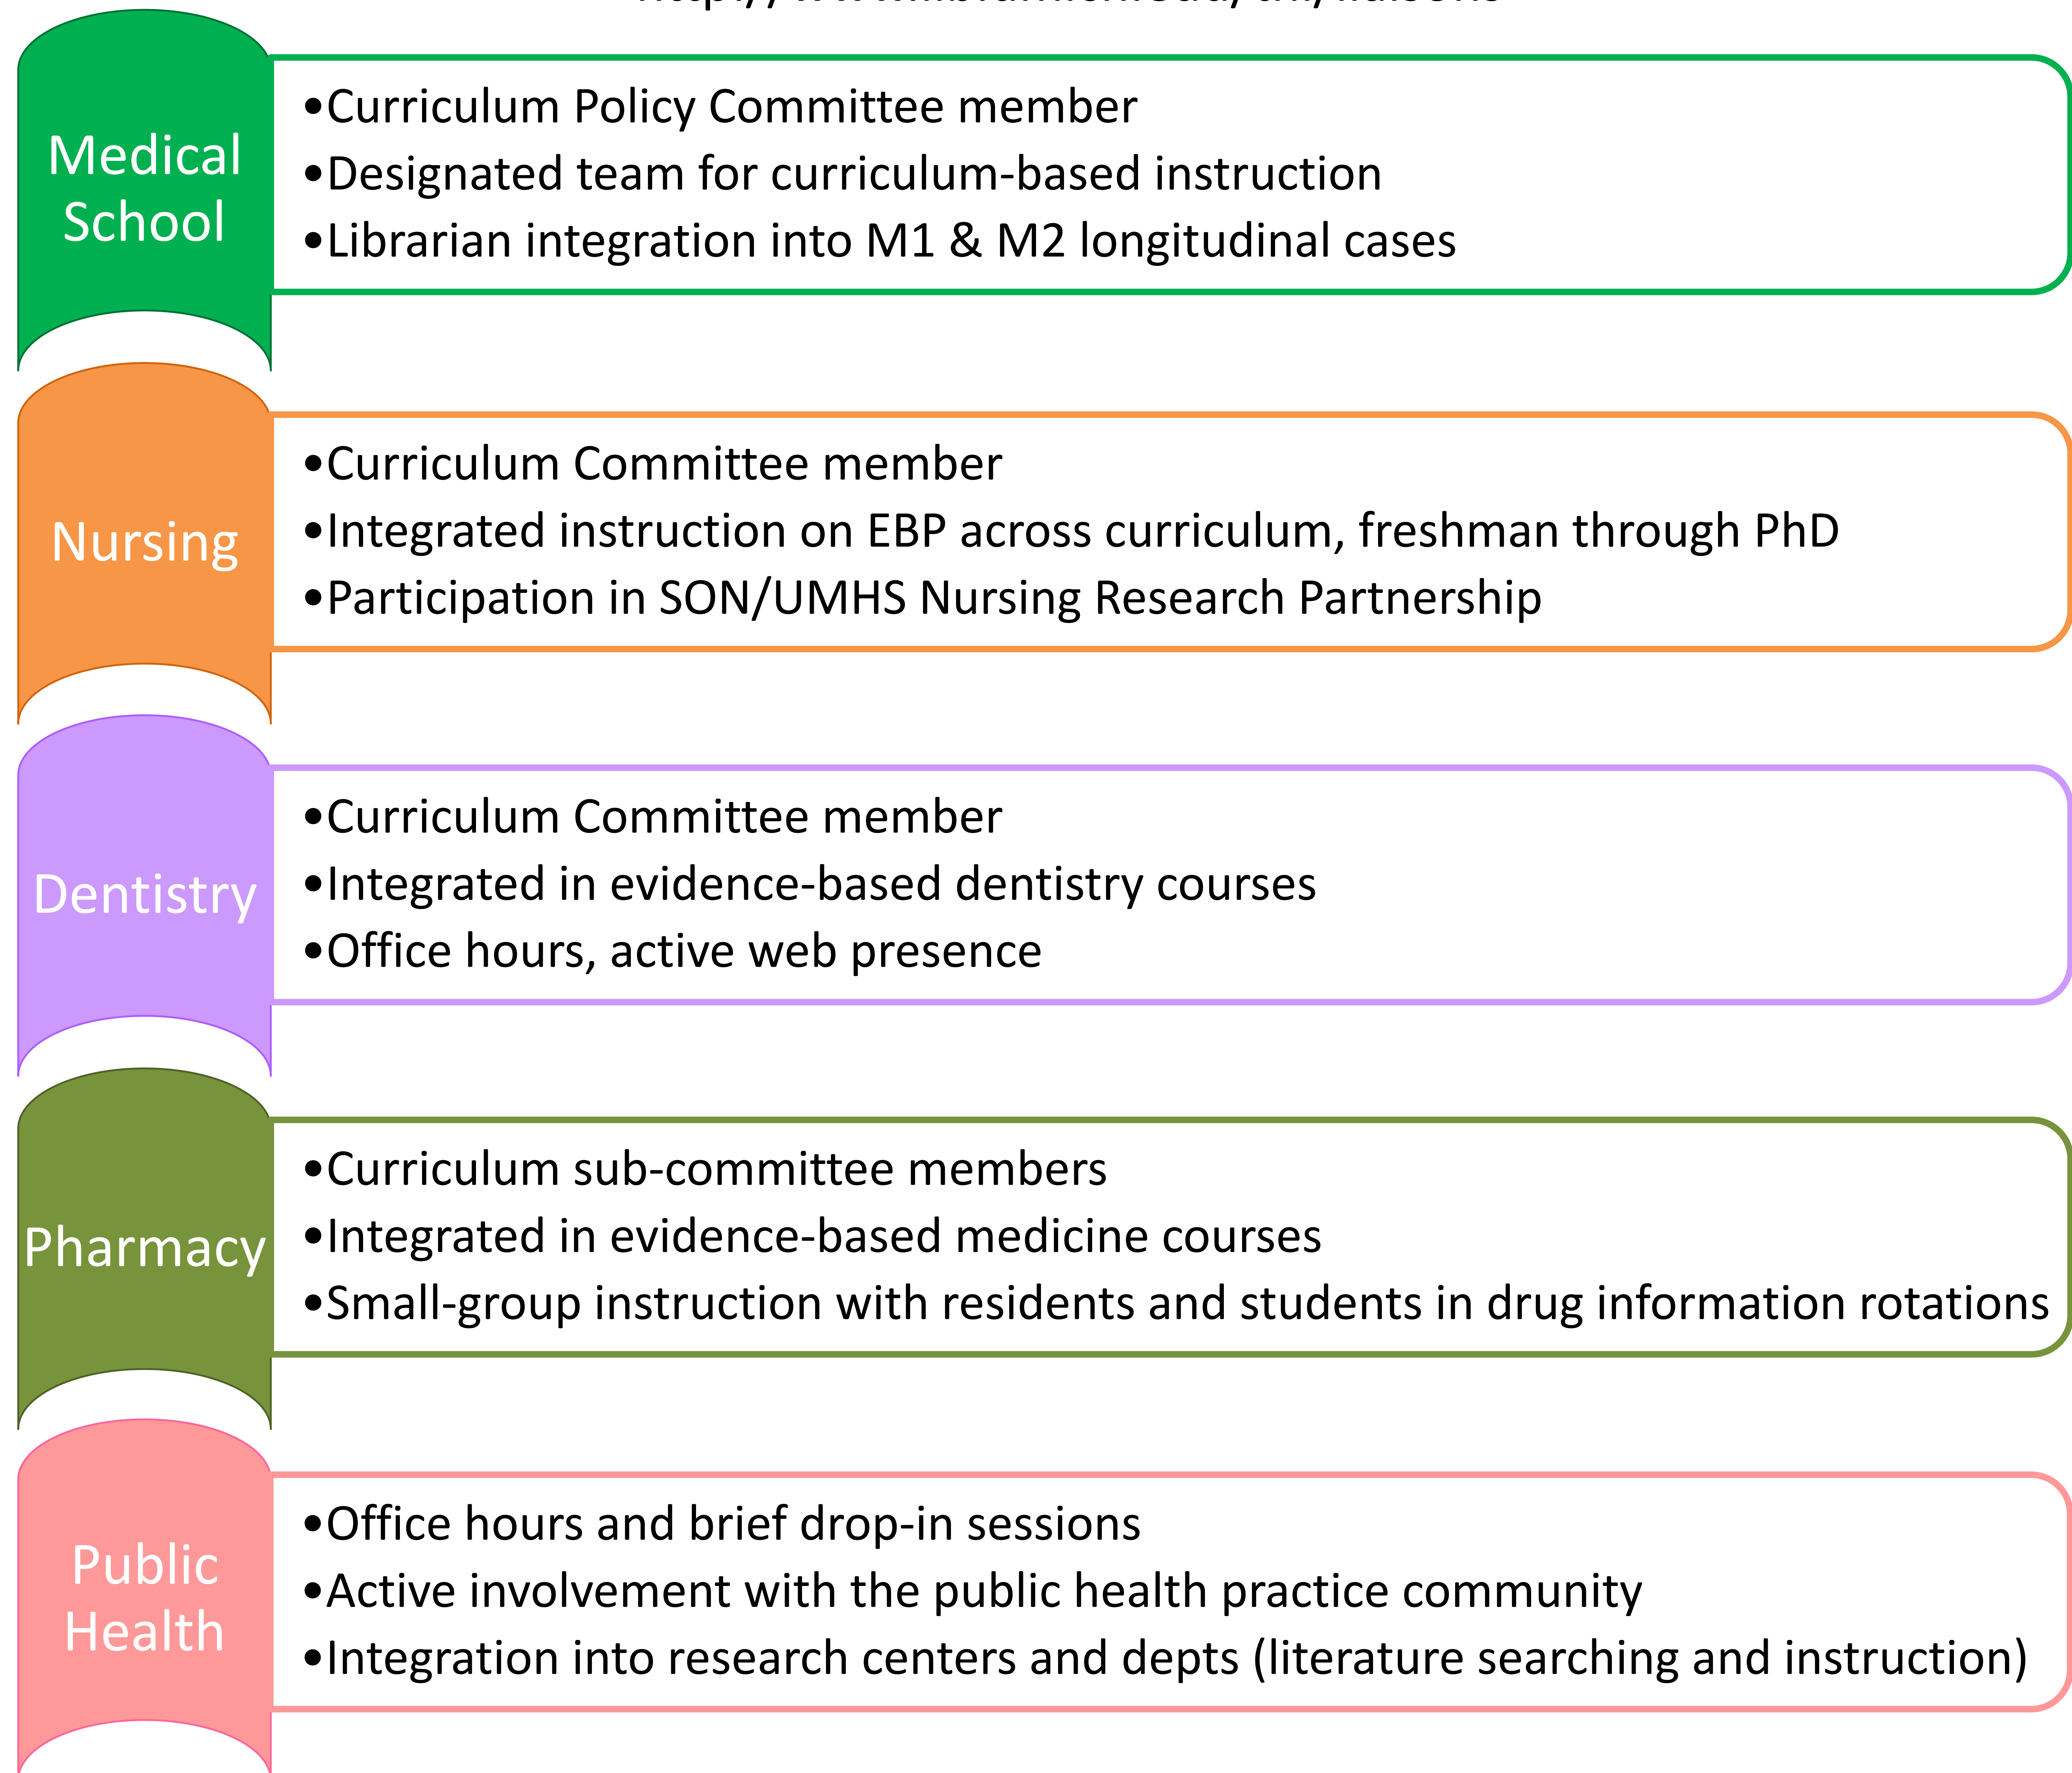 Medical
School
•Curriculum Policy Committee member
•Designated team for curriculum-based instruction
•Librarian integration into M1 & M2 longitudinal cases
Nursing
•Curriculum Committee member
•Integrated instruction on EBP across curriculum, freshman through PhD
•Participation in SON/UMHS Nursing Research Partnership
Dentistry
•Curriculum Committee member
•Integrated in evidence-based dentistry courses
•Office hours, active web presence
Pharmacy
•Curriculum sub-committee members
•Integrated in evidence-based medicine courses
•Small-group instruction with residents and students in drug information rotations
Public
Health
•Office hours and brief drop-in sessions
•Active involvement with the public health practice community
•Integration into research centers and depts (literature searching and instruction)